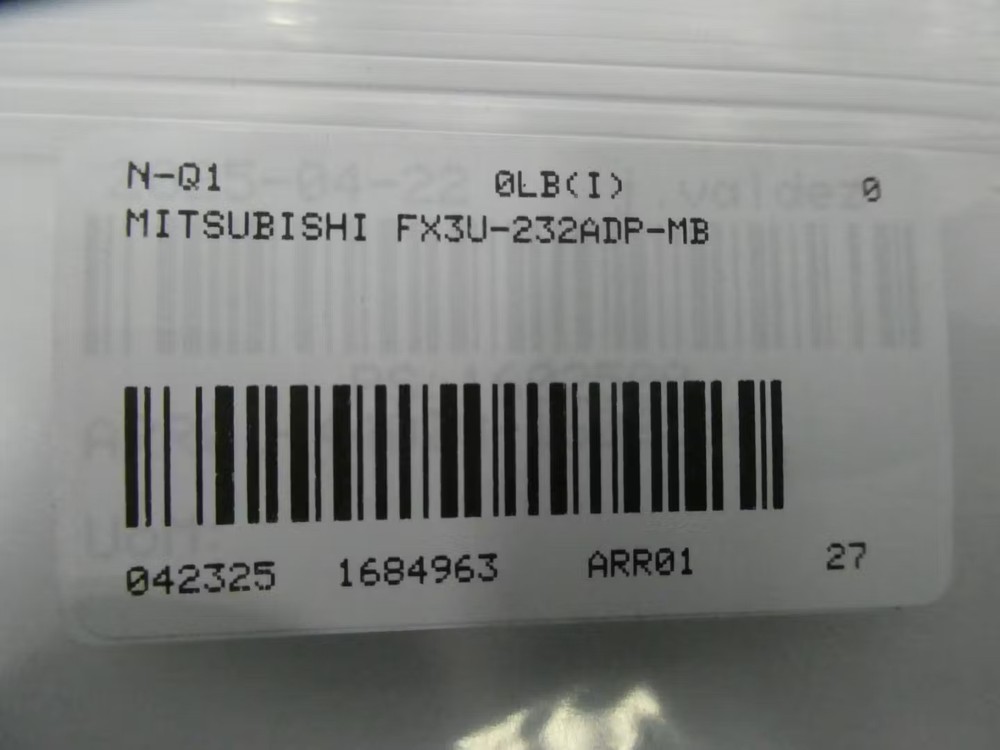 N-Q1 0LB(I) 0
MITSUBISHI FX3U-232ADP-MB
042325 1684963 ARR01 27